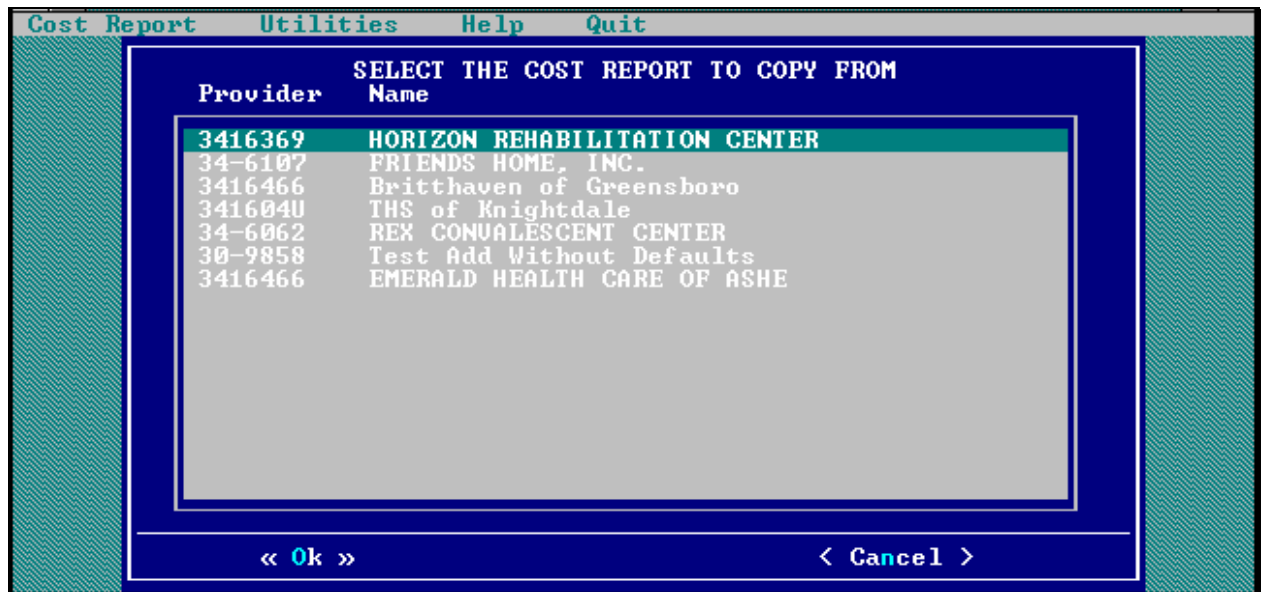 Cost Report Utilities Help Quit
SELECT THE COST REPORT TO COPY FROM
Provider Name
3416369 HORIZON REHABILITATION CENTER
34-6107 FRIENDS HOME, INC.
3416466 Britthaven of Greensboro
341604U THS of Knightdale
34-6062 REX CONVALESCENT CENTER
30-9858 Test Add Without Defaults
3416466 EMERALD HEALTH CARE OF ASHE
« Ok » < Cancel >